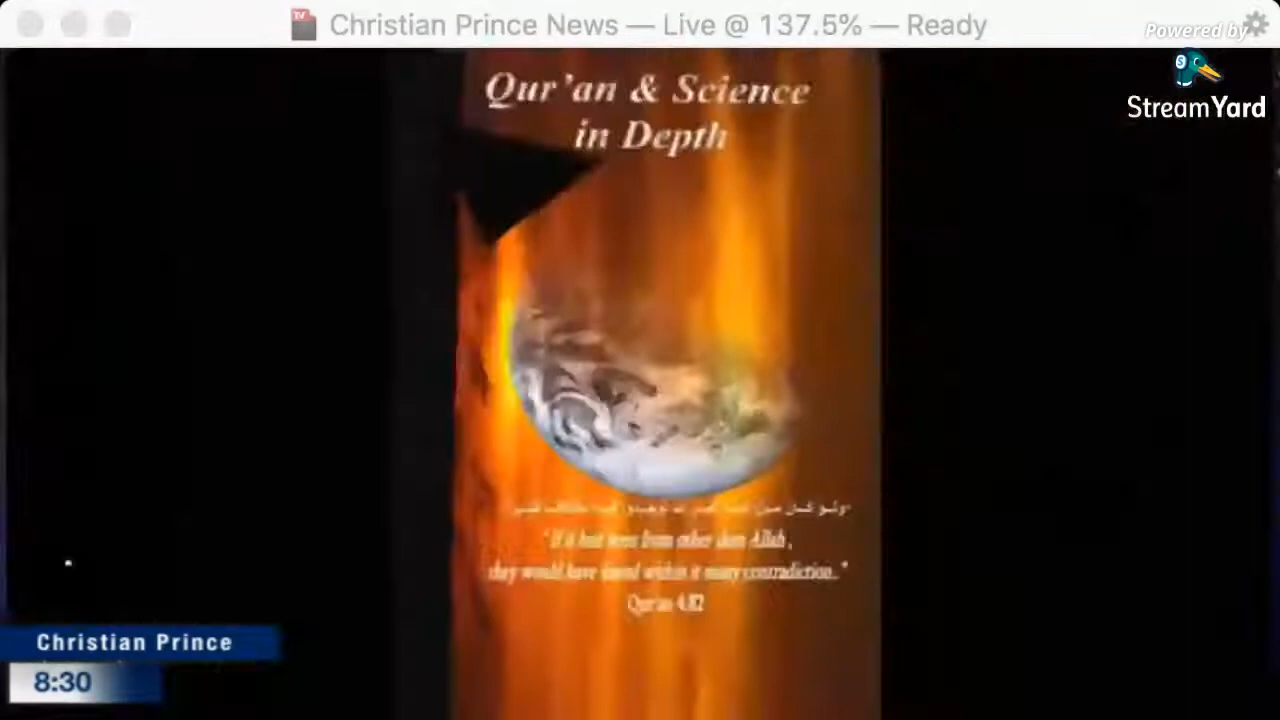 Christian Prince News — Live @ 137.5% — Ready
Powered by
StreamYard
Qur'an & Science
in Depth
"If it had been from other than Allah,
they would have found within it many contradiction.."
Qur'an 4:82
Christian Prince
8:30